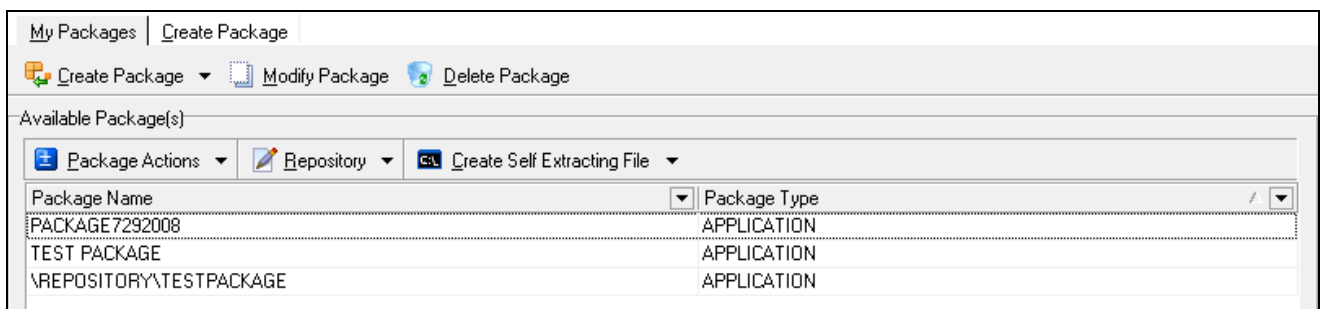 My Packages Create Package
Create Package Modify Package Delete Package
Available Package(s)
Package Actions Repository C:\ Create Self Extracting File
Package Name Package Type
PACKAGE7292008 APPLICATION
TEST PACKAGE APPLICATION
\REPOSITORY\TESTPACKAGE APPLICATION